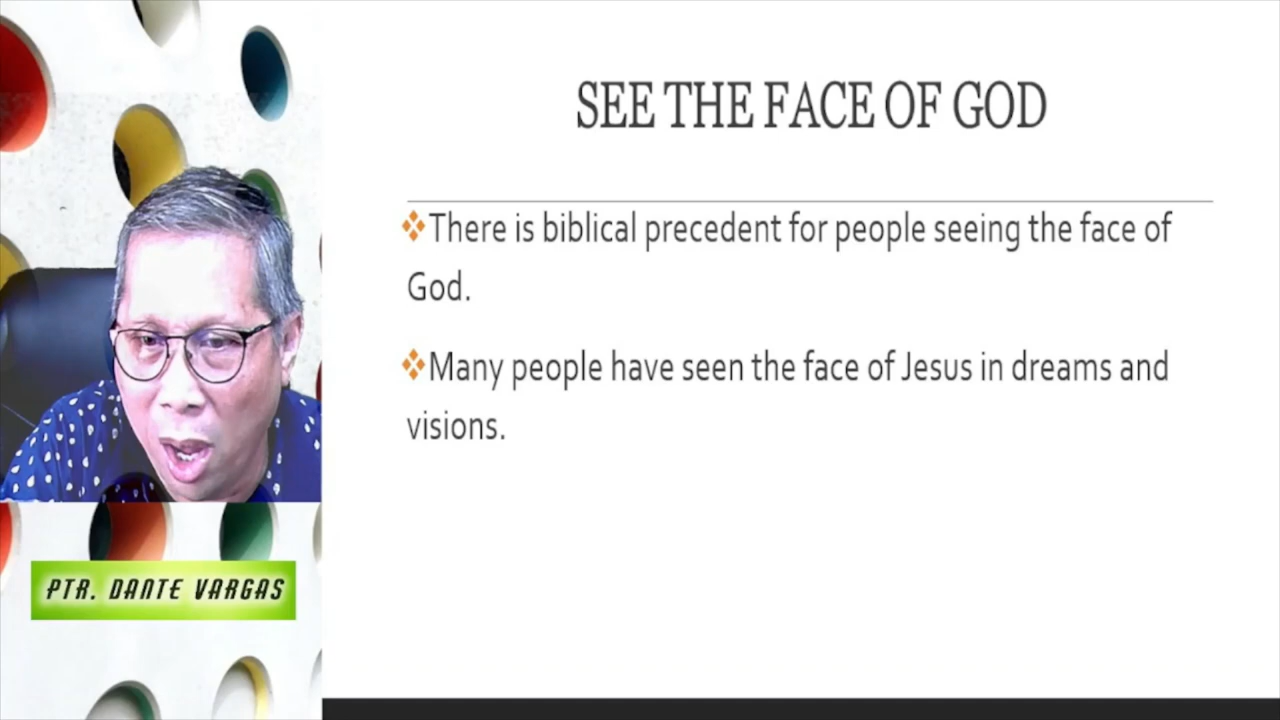 SEE THE FACE OF GOD
❖There is biblical precedent for people seeing the face of
God.
❖Many people have seen the face of Jesus in dreams and
visions.
PTR. DANTE VARGAS